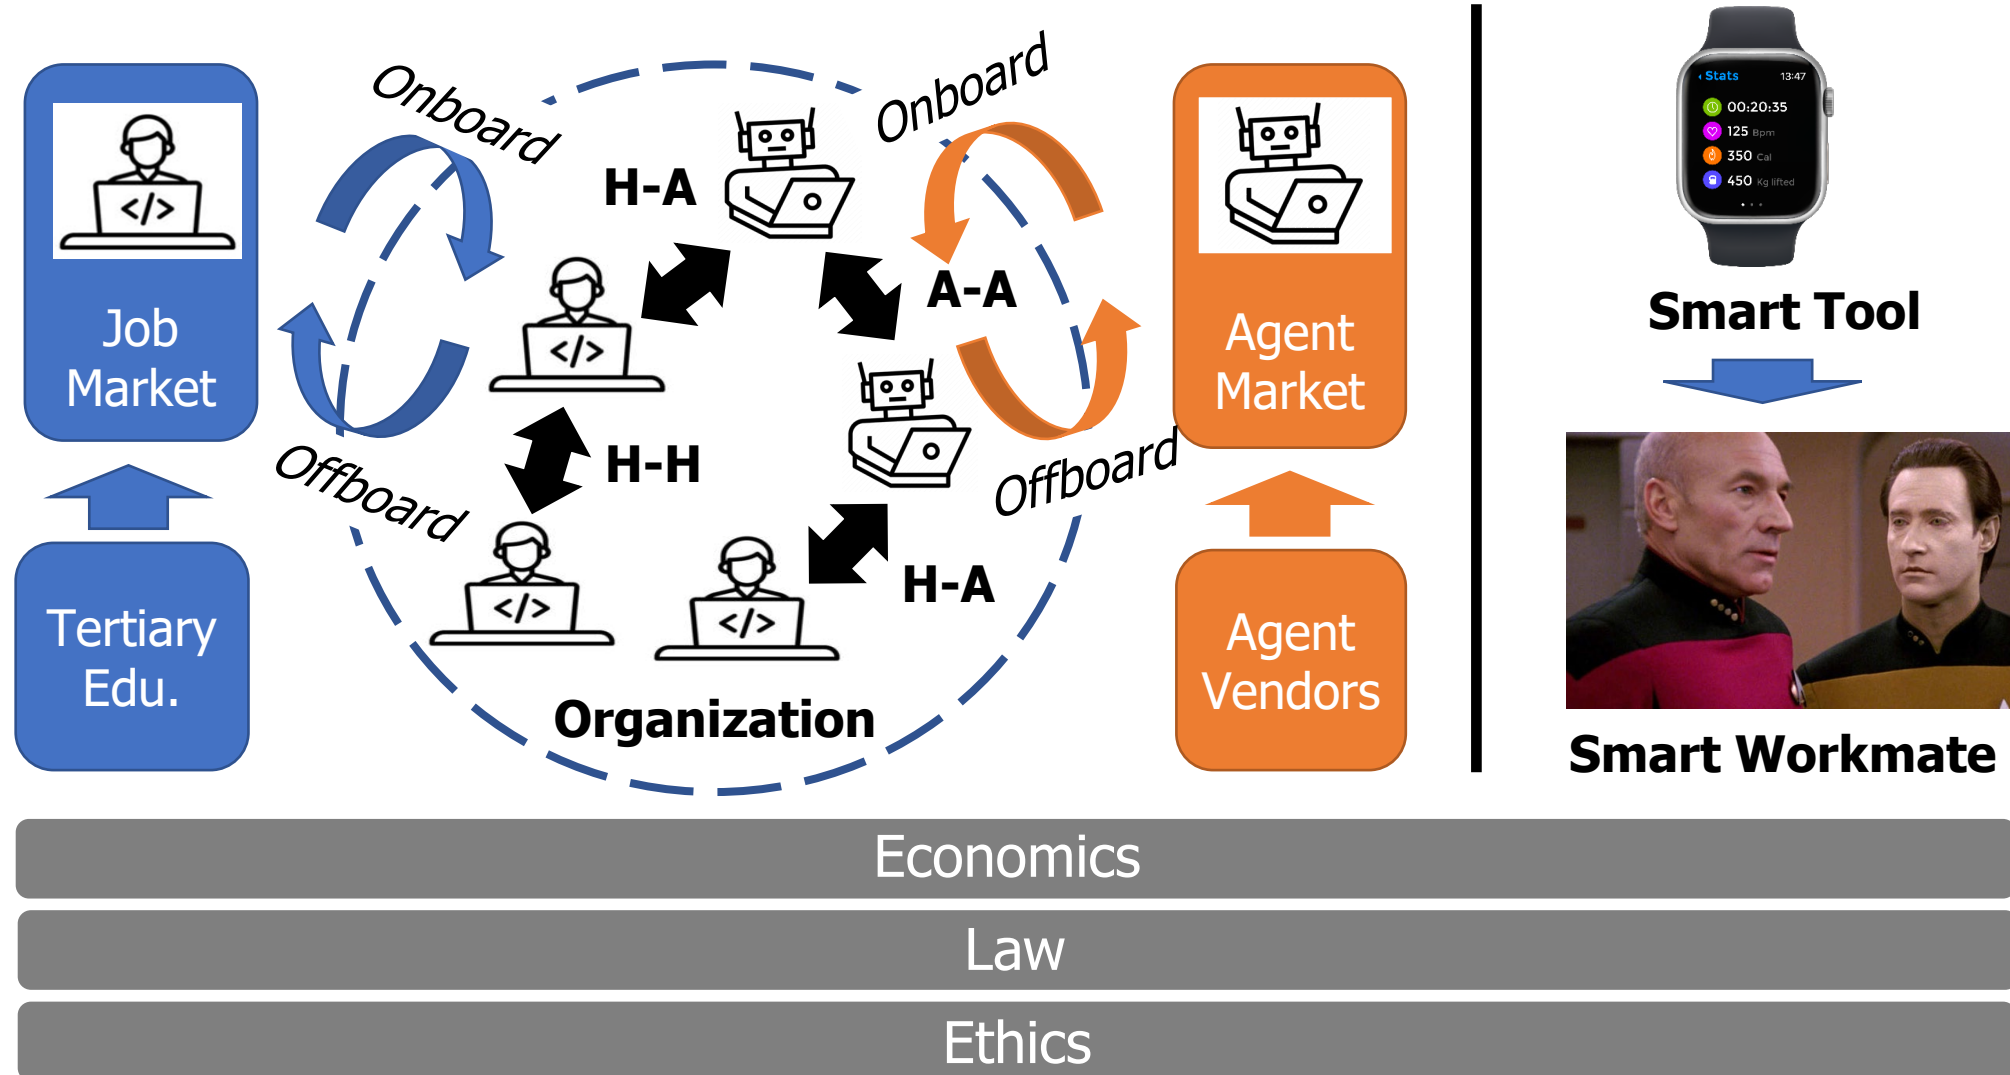 Onboard
Onboard
Job
Market
Offboard
Tertiary
Edu.
H-A
A-A
H-H
H-A
</>
</>
</>
</>
Organization
Agent
Market
Offboard
Agent
Vendors
‹ Stats 13:47
00:20:35
125 Bpm
350 Cal
450 Kg lifted
Smart Tool
Smart Workmate
Economics
Law
Ethics